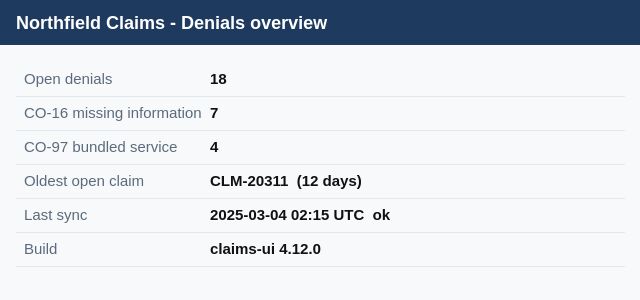 Northfield Claims - Denials overview
Open denials 18
CO-16 missing information 7
CO-97 bundled service 4
Oldest open claim CLM-20311 (12 days)
Last sync 2025-03-04 02:15 UTC ok
Build claims-ui 4.12.0